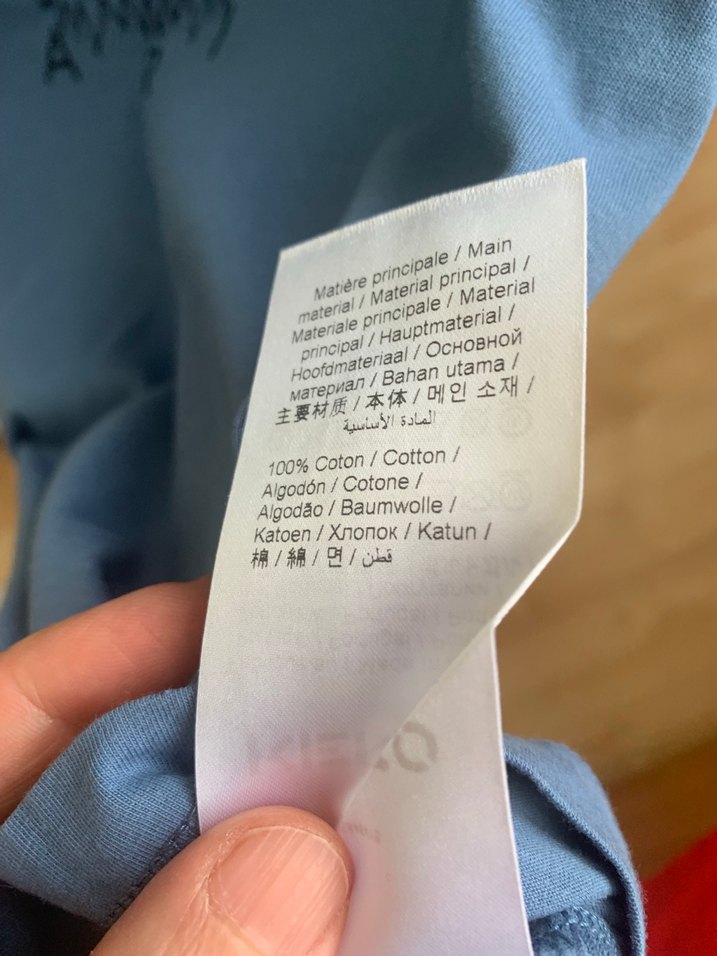 Matière principale / Main
material / Material principal /
Materiale principale / Material
principal / Hauptmaterial /
Hoofdmateriaal / Основной
материал / Bahan utama /
主要材质 / 本体 / 메인 소재 /
المادة الأساسية
100% Coton / Cotton /
Algodón / Cotone /
Algodão / Baumwolle /
Katoen / Хлопок / Katun /
棉 / 綿 / 면 / قطن